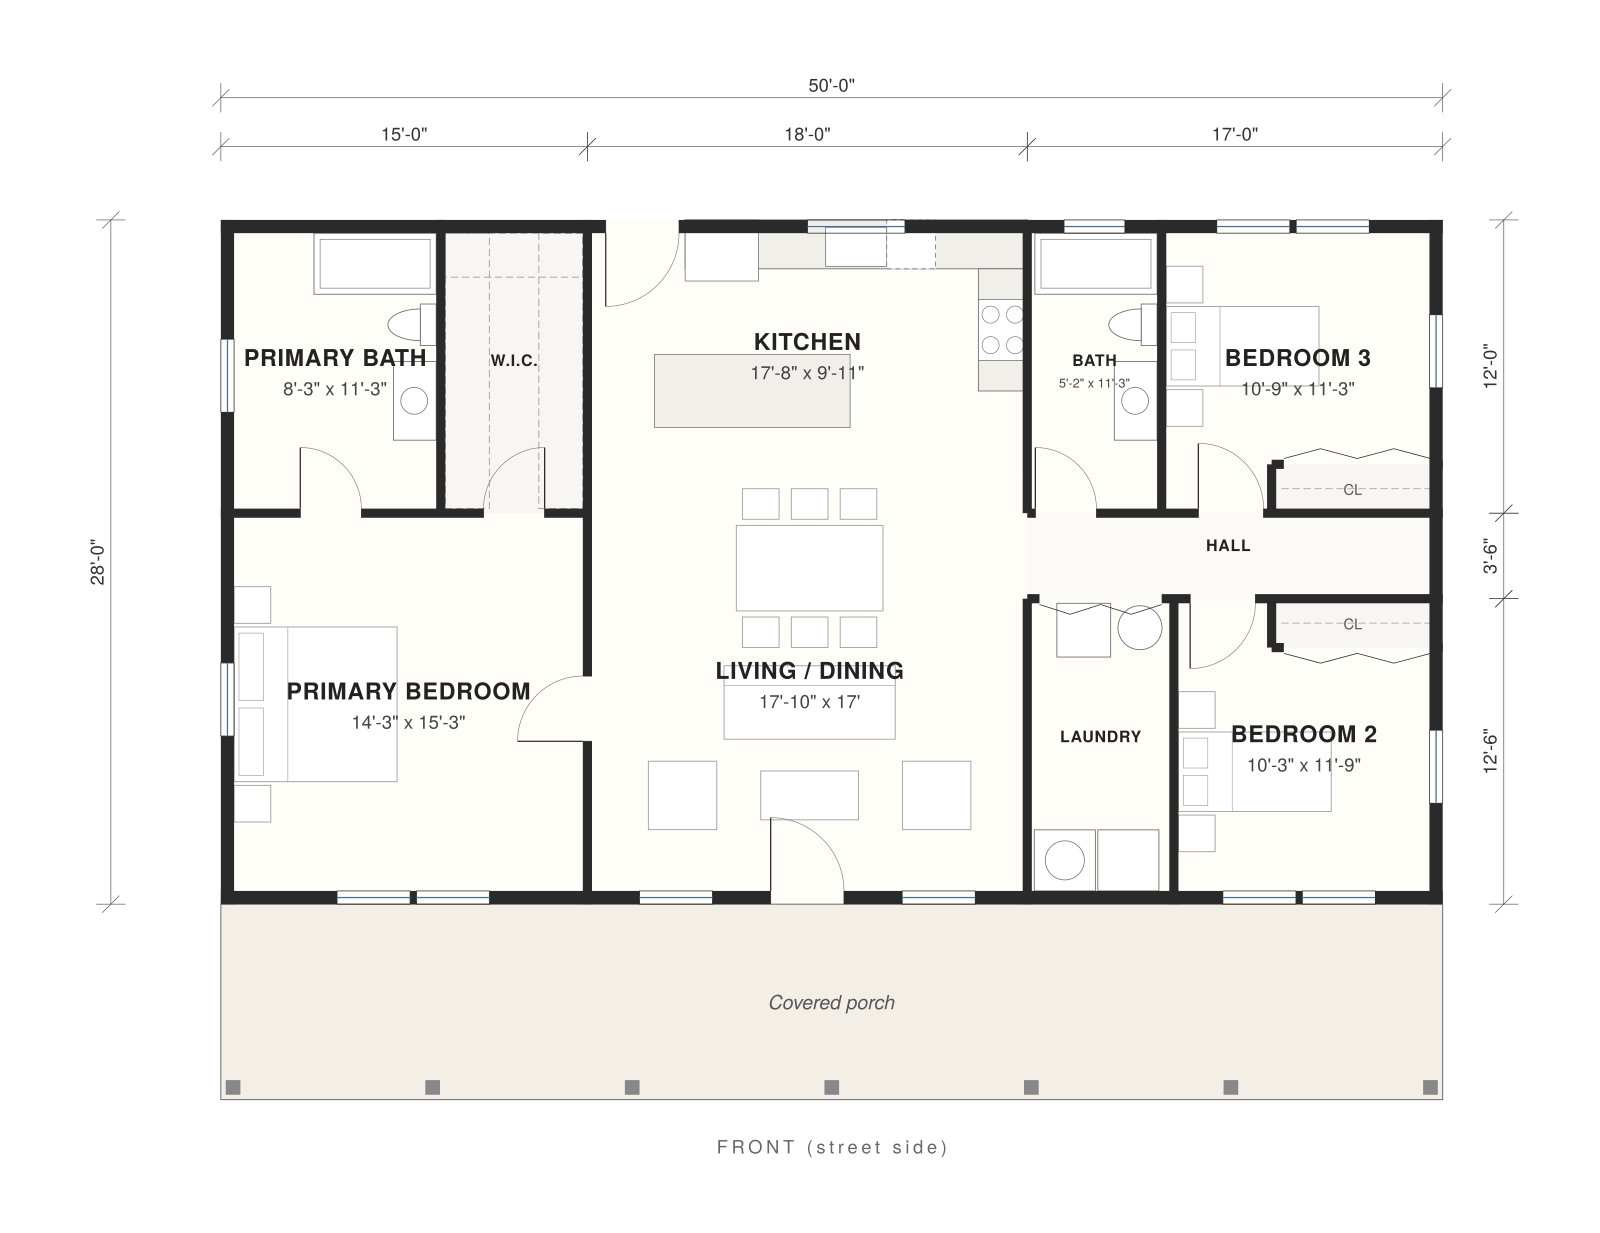 50'-0"
15'-0"
18'-0"
17'-0"
28'-0"
12'-0"
3'-6"
12'-6"
KITCHEN
17'-8" x 9'-11"
PRIMARY BATH
8'-3" x 11'-3"
W.I.C.
BATH
5'-2" x 11'-3"
BEDROOM 3
10'-9" x 11'-3"
CL
HALL
CL
LIVING / DINING
17'-10" x 17'
PRIMARY BEDROOM
14'-3" x 15'-3"
LAUNDRY
BEDROOM 2
10'-3" x 11'-9"
Covered porch
FRONT (street side)